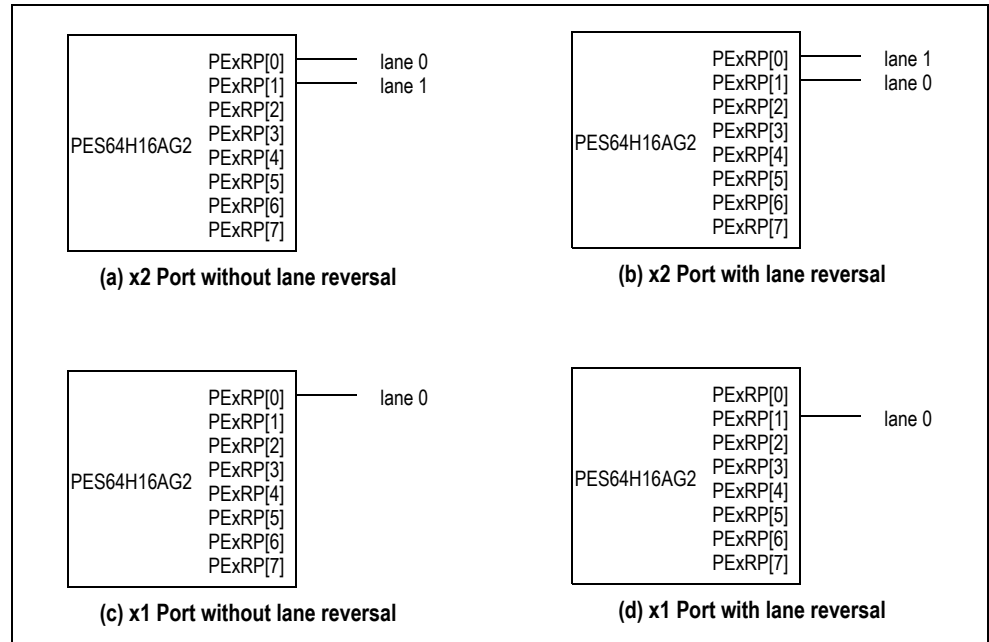 PExRP[0] lane 0
PExRP[1] lane 1
PExRP[2]
PExRP[3]
PES64H16AG2
PExRP[4]
PExRP[5]
PExRP[6]
PExRP[7]
(a) x2 Port without lane reversal
PExRP[0] lane 1
PExRP[1] lane 0
PExRP[2]
PExRP[3]
PES64H16AG2
PExRP[4]
PExRP[5]
PExRP[6]
PExRP[7]
(b) x2 Port with lane reversal
PExRP[0] lane 0
PExRP[1]
PExRP[2]
PExRP[3]
PES64H16AG2
PExRP[4]
PExRP[5]
PExRP[6]
PExRP[7]
(c) x1 Port without lane reversal
PExRP[0]
PExRP[1] lane 0
PExRP[2]
PExRP[3]
PES64H16AG2
PExRP[4]
PExRP[5]
PExRP[6]
PExRP[7]
(d) x1 Port with lane reversal